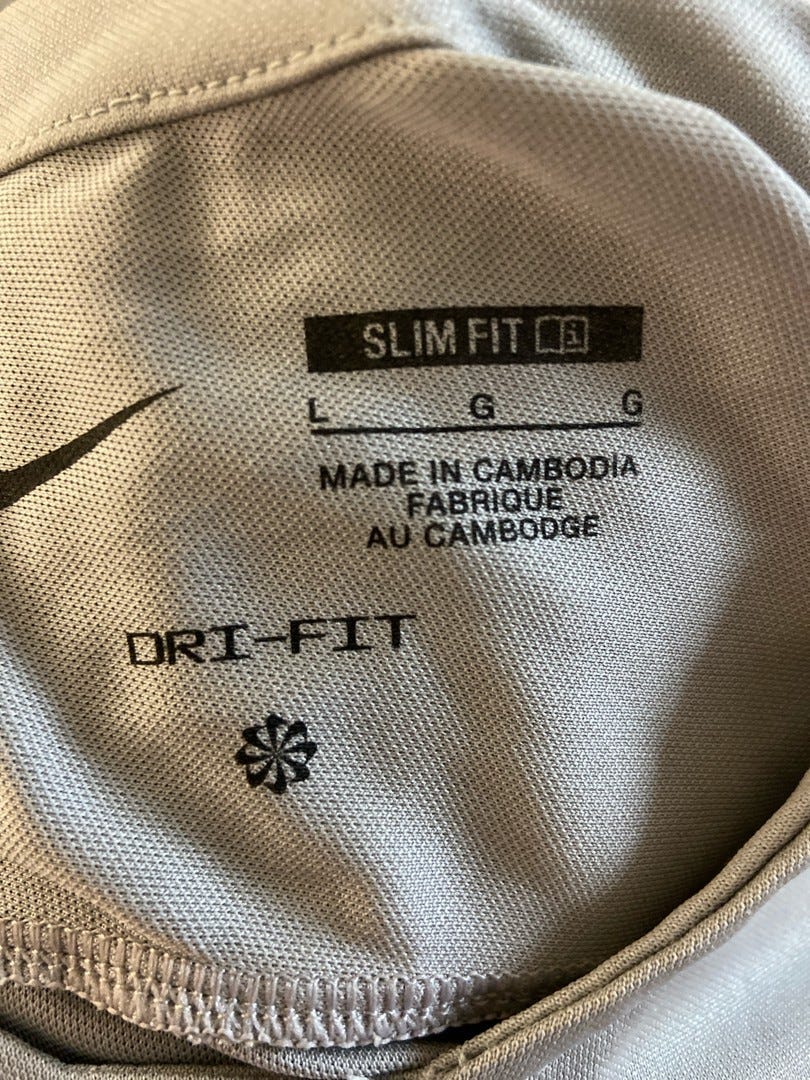 SLIM FIT
L G G
MADE IN CAMBODIA
FABRIQUE
AU CAMBODGE
DRI-FIT